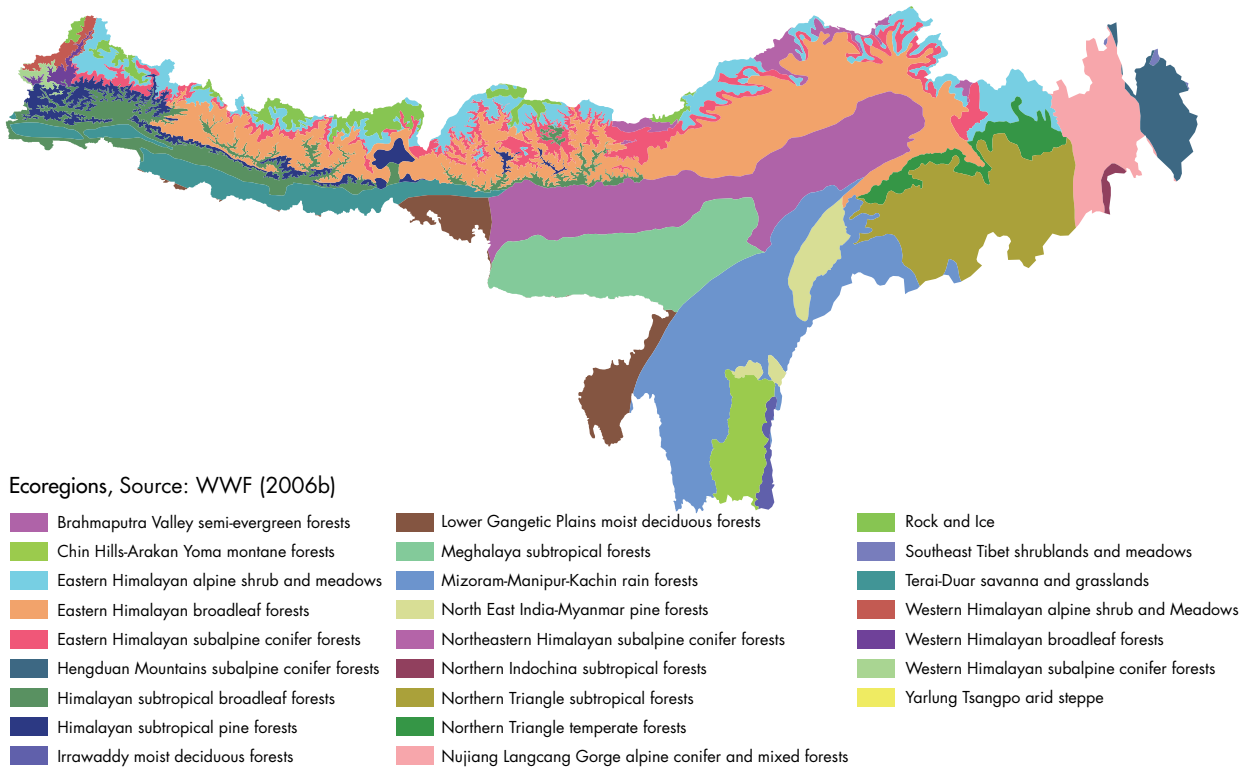 Ecoregions, Source: WWF (2006b)
Brahmaputra Valley semi-evergreen forests
Chin Hills-Arakan Yoma montane forests
Eastern Himalayan alpine shrub and meadows
Eastern Himalayan broadleaf forests
Eastern Himalayan subalpine conifer forests
Hengduan Mountains subalpine conifer forests
Himalayan subtropical broadleaf forests
Himalayan subtropical pine forests
Irrawaddy moist deciduous forests
Lower Gangetic Plains moist deciduous forests
Meghalaya subtropical forests
Mizoram-Manipur-Kachin rain forests
North East India-Myanmar pine forests
Northeastern Himalayan subalpine conifer forests
Northern Indochina subtropical forests
Northern Triangle subtropical forests
Northern Triangle temperate forests
Nujiang Langcang Gorge alpine conifer and mixed forests
Rock and Ice
Southeast Tibet shrublands and meadows
Terai-Duar savanna and grasslands
Western Himalayan alpine shrub and Meadows
Western Himalayan broadleaf forests
Western Himalayan subalpine conifer forests
Yarlung Tsangpo arid steppe